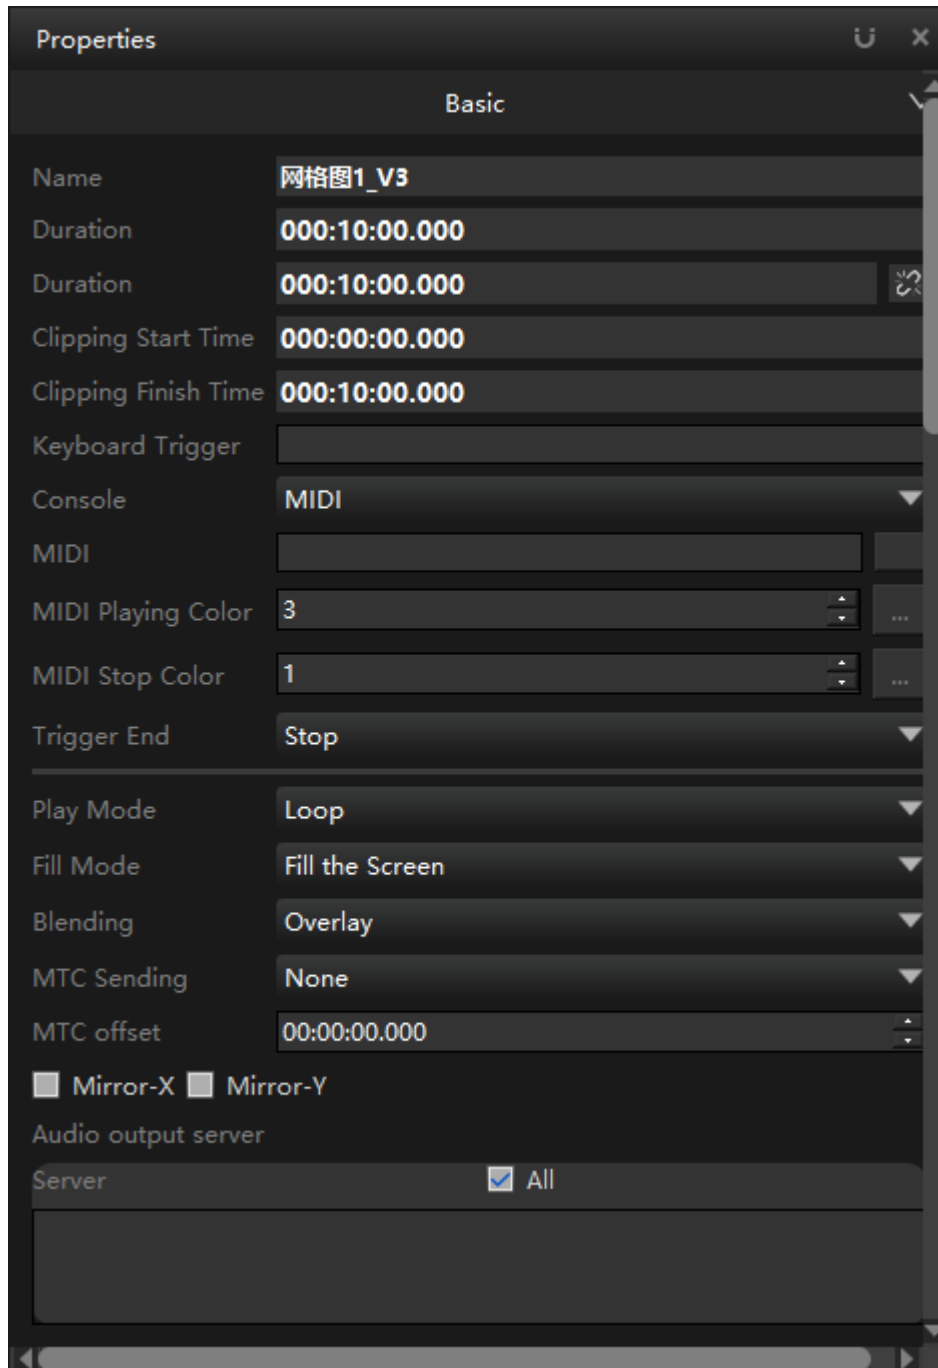 Properties
Basic
Name 网格图1_V3
Duration 000:10:00.000
Duration 000:10:00.000
Clipping Start Time 000:00:00.000
Clipping Finish Time 000:10:00.000
Keyboard Trigger
Console MIDI
MIDI
MIDI Playing Color 3 ...
MIDI Stop Color 1 ...
Trigger End Stop
Play Mode Loop
Fill Mode Fill the Screen
Blending Overlay
MTC Sending None
MTC offset 00:00:00.000
Mirror-X Mirror-Y
Audio output server
Server All